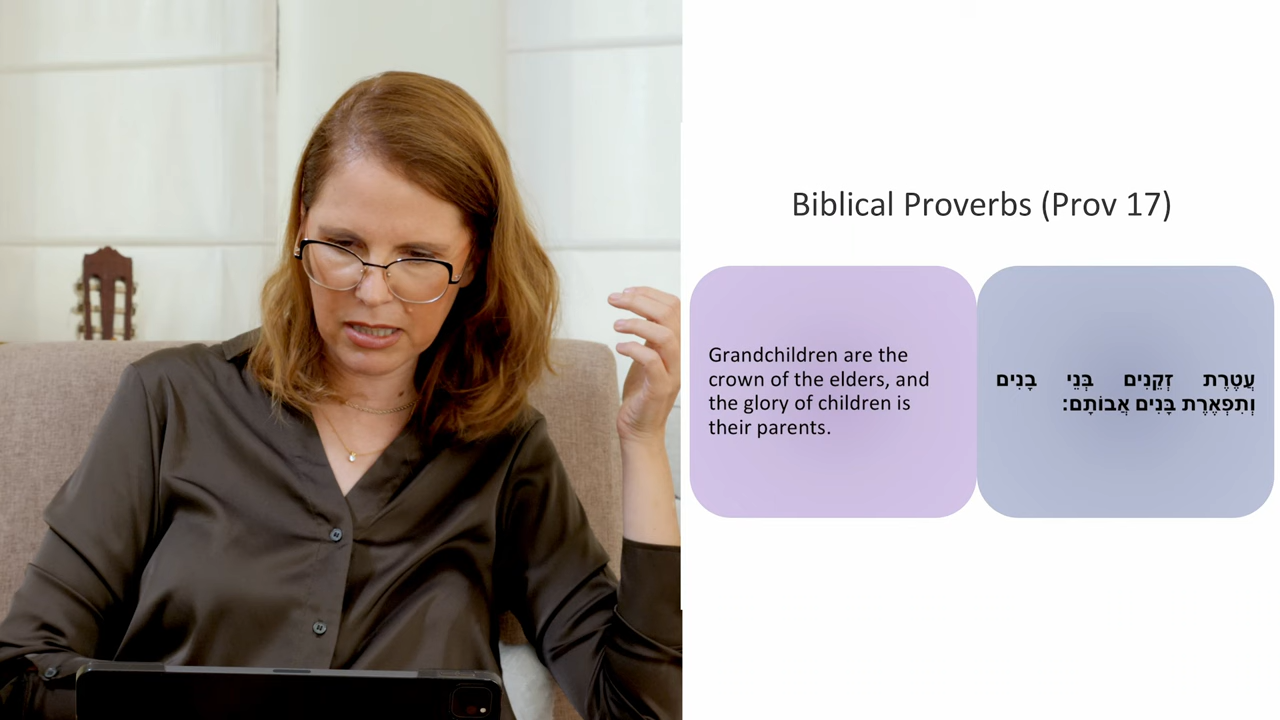 Biblical Proverbs (Prov 17)
Grandchildren are the
crown of the elders, and
the glory of children is
their parents.
עֲטֶרֶת זְקֵנִים בְּנֵי בָנִים
וְתִפְאֶרֶת בָּנִים אֲבוֹתָם: